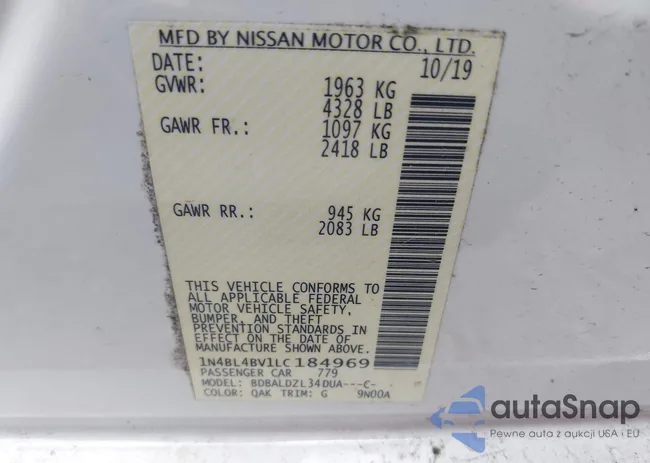 MFD BY NISSAN MOTOR CO., LTD.
DATE: 10/19
GVWR: 1963 KG
4328 LB
GAWR FR.: 1097 KG
2418 LB
GAWR RR.: 945 KG
2083 LB
THIS VEHICLE CONFORMS TO
ALL APPLICABLE FEDERAL
MOTOR VEHICLE SAFETY,
BUMPER, AND THEFT
PREVENTION STANDARDS IN
EFFECT ON THE DATE OF
MANUFACTURE SHOWN ABOVE.
1N4BL4BV1LC184969
PASSENGER CAR 779
MODEL: BDBALDZL34DUA---C-
COLOR: QAK TRIM: G 9N00A
autaSnap
Pewne auta z aukcji USA i EU